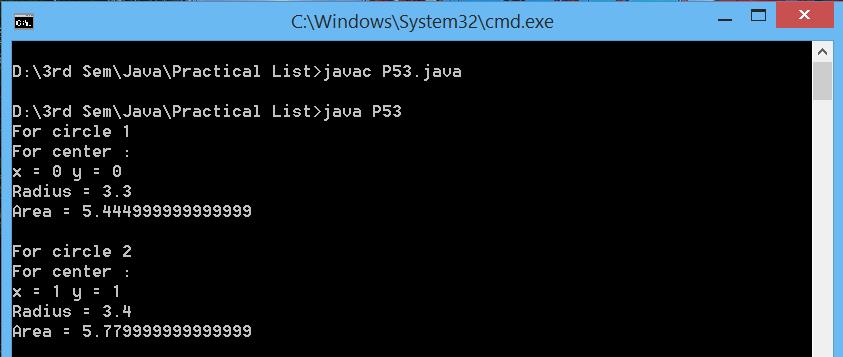 C:\Windows\System32\cmd.exe
D:\3rd Sem\Java\Practical List>javac P53.java
D:\3rd Sem\Java\Practical List>java P53
For circle 1
For center :
x = 0 y = 0
Radius = 3.3
Area = 5.444999999999999
For circle 2
For center :
x = 1 y = 1
Radius = 3.4
Area = 5.779999999999999